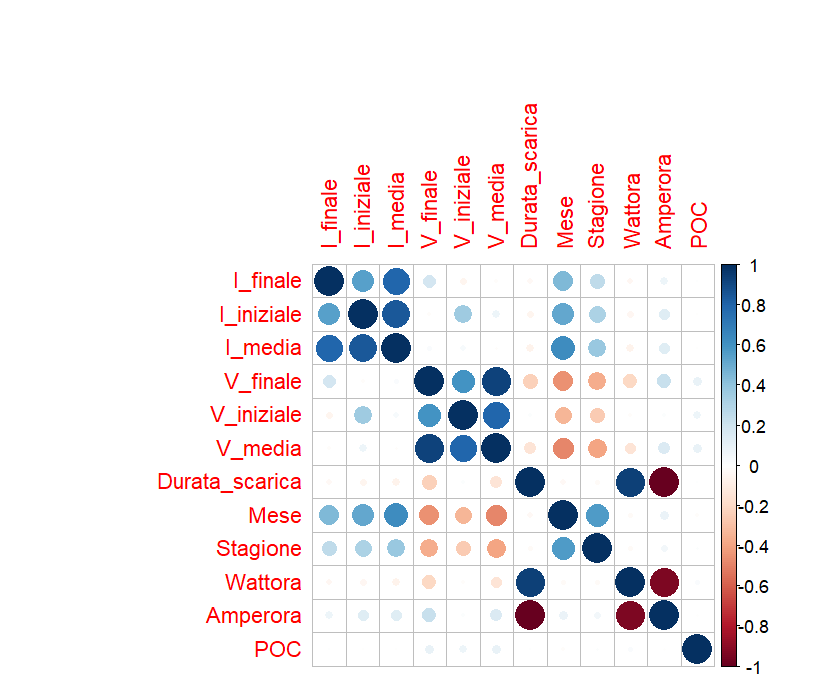 I_finale
I_iniziale
I_media
V_finale
V_iniziale
V_media
Durata_scarica
Mese
Stagione
Wattora
Amperora
POC
I_finale
I_iniziale
I_media
V_finale
V_iniziale
V_media
Durata_scarica
Mese
Stagione
Wattora
Amperora
POC
1
0.8
0.6
0.4
0.2
0
-0.2
-0.4
-0.6
-0.8
-1